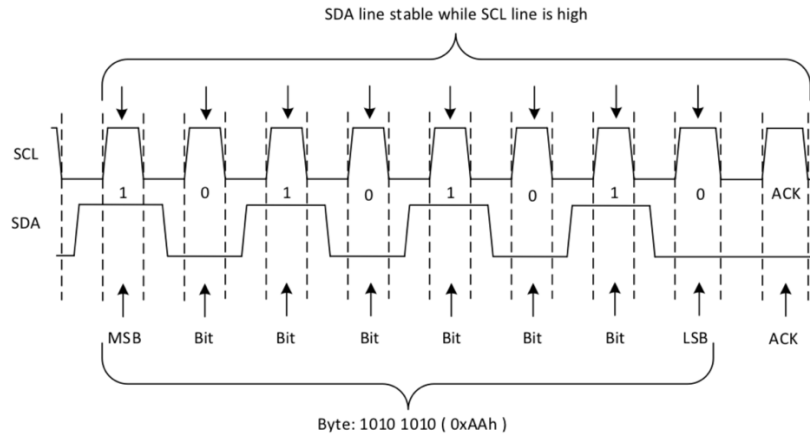 SDA line stable while SCL line is high
SCL
1 0 1 0 1 0 1 0 ACK
SDA
MSB Bit Bit Bit Bit Bit Bit LSB ACK
Byte: 1010 1010 ( 0xAAh )